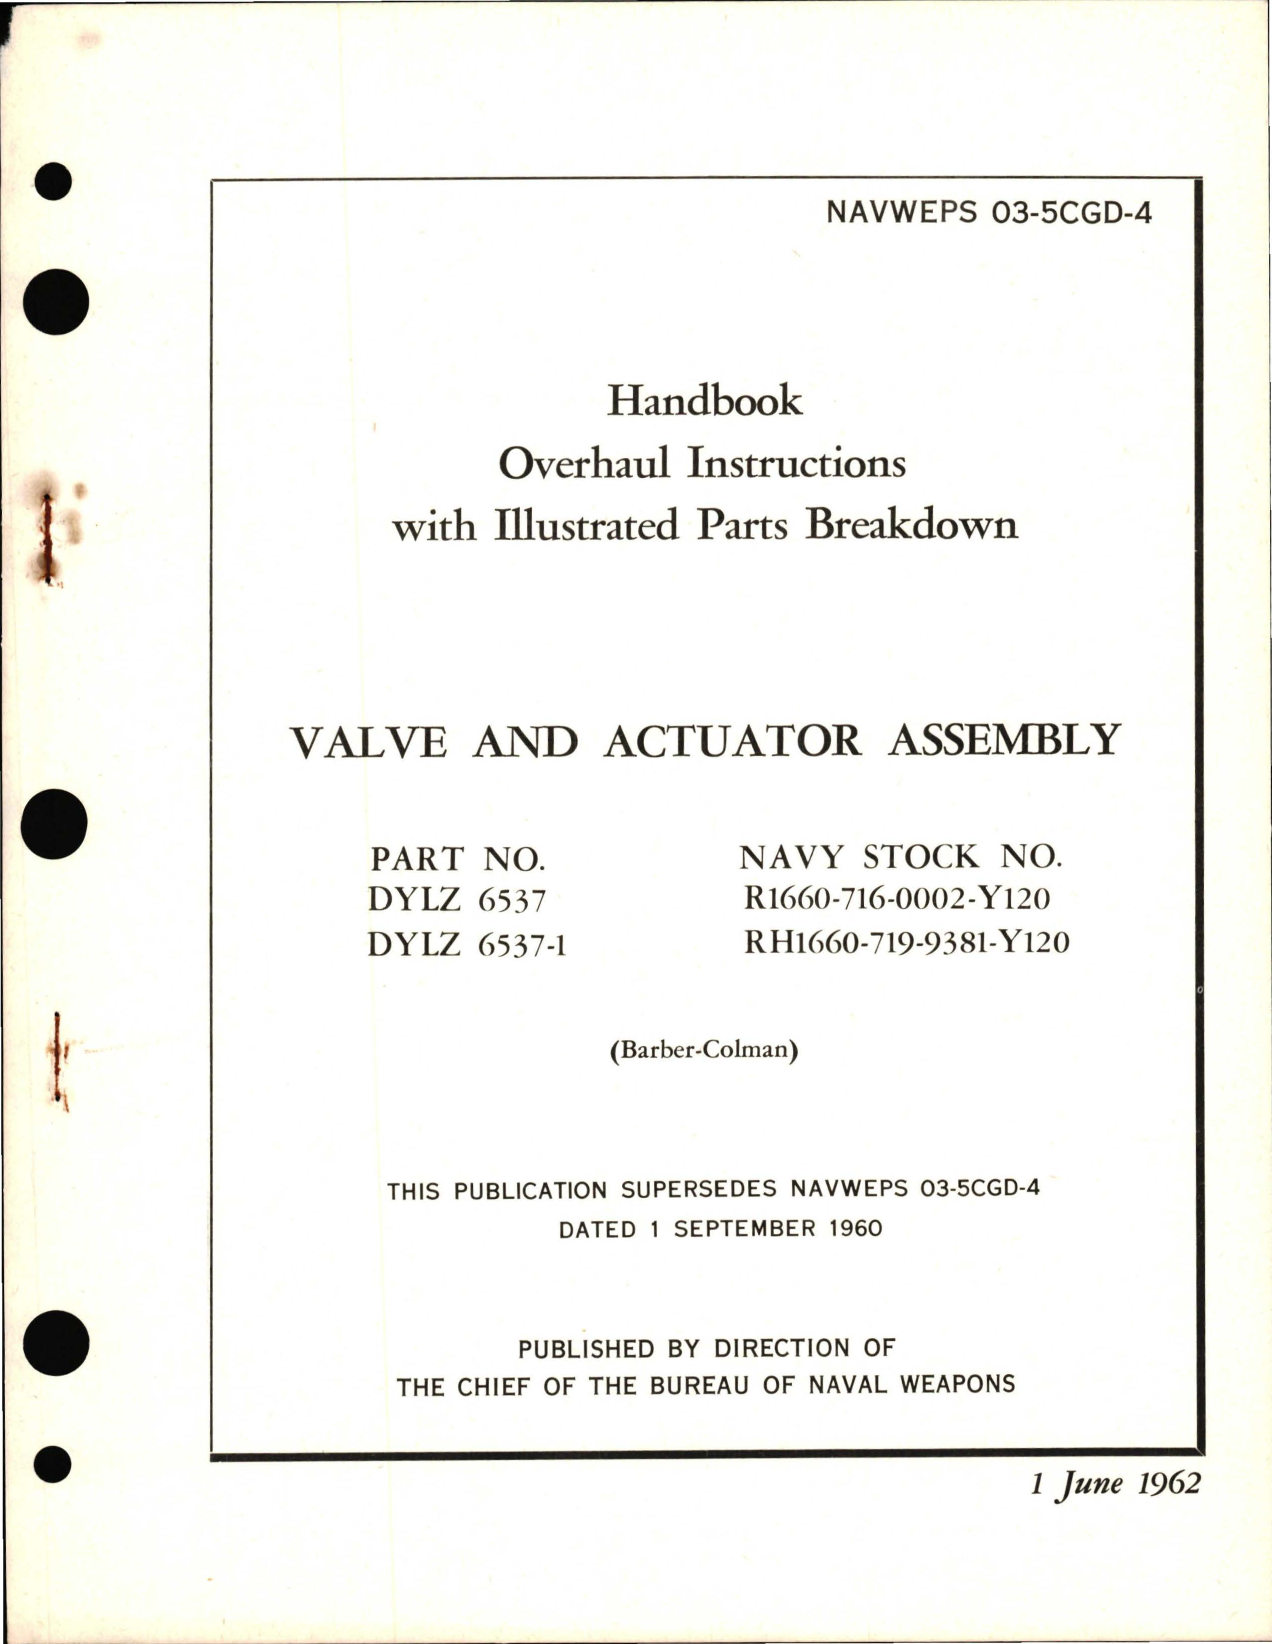 NAVWEPS 03-5CGD-4
Handbook
Overhaul Instructions
with Illustrated Parts Breakdown
VALVE AND ACTUATOR ASSEMBLY
PART NO. NAVY STOCK NO.
DYLZ 6537 R1660-716-0002-Y120
DYLZ 6537-1 RH1660-719-9381-Y120
(Barber-Colman)
THIS PUBLICATION SUPERSEDES NAVWEPS 03-5CGD-4
DATED 1 SEPTEMBER 1960
PUBLISHED BY DIRECTION OF
THE CHIEF OF THE BUREAU OF NAVAL WEAPONS
1 June 1962